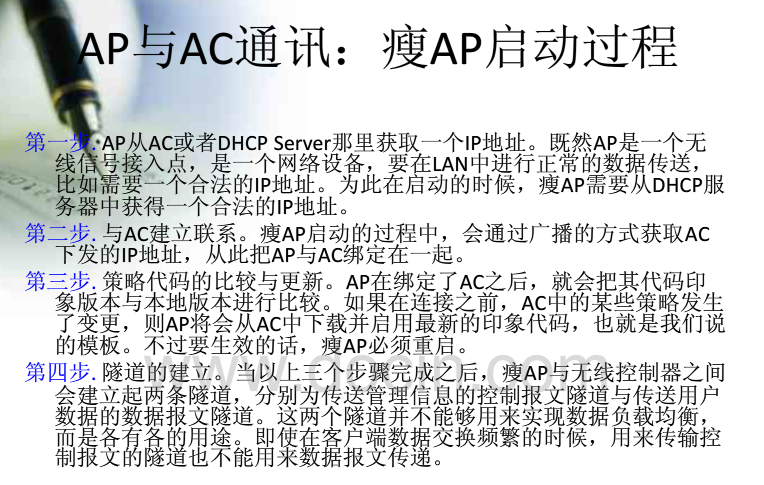 AP与AC通讯：瘦AP启动过程
第一步. AP从AC或者DHCP Server那里获取一个IP地址。既然AP是一个无
线信号接入点，是一个网络设备，要在LAN中进行正常的数据传送，
比如需要一个合法的IP地址。为此在启动的时候，瘦AP需要从DHCP服
务器中获得一个合法的IP地址。
第二步. 与AC建立联系。瘦AP启动的过程中，会通过广播的方式获取AC
下发的IP地址，从此把AP与AC绑定在一起。
第三步. 策略代码的比较与更新。AP在绑定了AC之后，就会把其代码印
象版本与本地版本进行比较。如果在连接之前，AC中的某些策略发生
了变更，则AP将会从AC中下载并启用最新的印象代码，也就是我们说
的模板。不过要生效的话，瘦AP必须重启。
www.docin.com
第四步. 隧道的建立。当以上三个步骤完成之后，瘦AP与无线控制器之间
会建立起两条隧道，分别为传送管理信息的控制报文隧道与传送用户
数据的数据报文隧道。这两个隧道并不能够用来实现数据负载均衡，
而是各有各的用途。即使在客户端数据交换频繁的时候，用来传输控
制报文的隧道也不能用来数据报文传递。